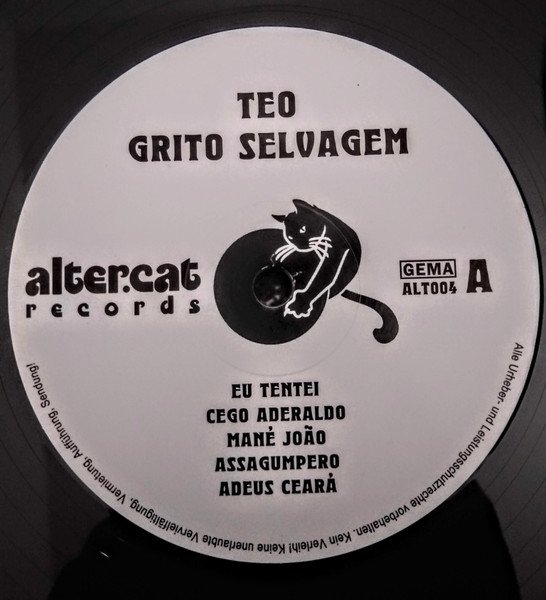 TEO
GRITO SELVAGEM
alter.cat
records
GEMA
ALT004
A
EU TENTEI
CEGO ADERALDO
MANÉ JOÃO
ASSAGUMPERO
ADEUS CEARÁ
Alle Urheber- und Leistungsschutzrechte vorbehalten. Kein Verleih! Keine unerlaubte Vervielfältigung, Vermietung, Aufführung, Sendung!